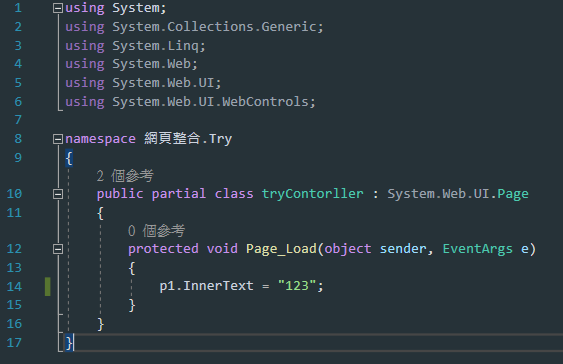 1 using System;
2 using System.Collections.Generic;
3 using System.Linq;
4 using System.Web;
5 using System.Web.UI;
6 using System.Web.UI.WebControls;
7
8 namespace 網頁整合.Try
9 {
2 個參考
10 public partial class tryContorller : System.Web.UI.Page
11 {
0 個參考
12 protected void Page_Load(object sender, EventArgs e)
13 {
14 p1.InnerText = "123";
15 }
16 }
17 }